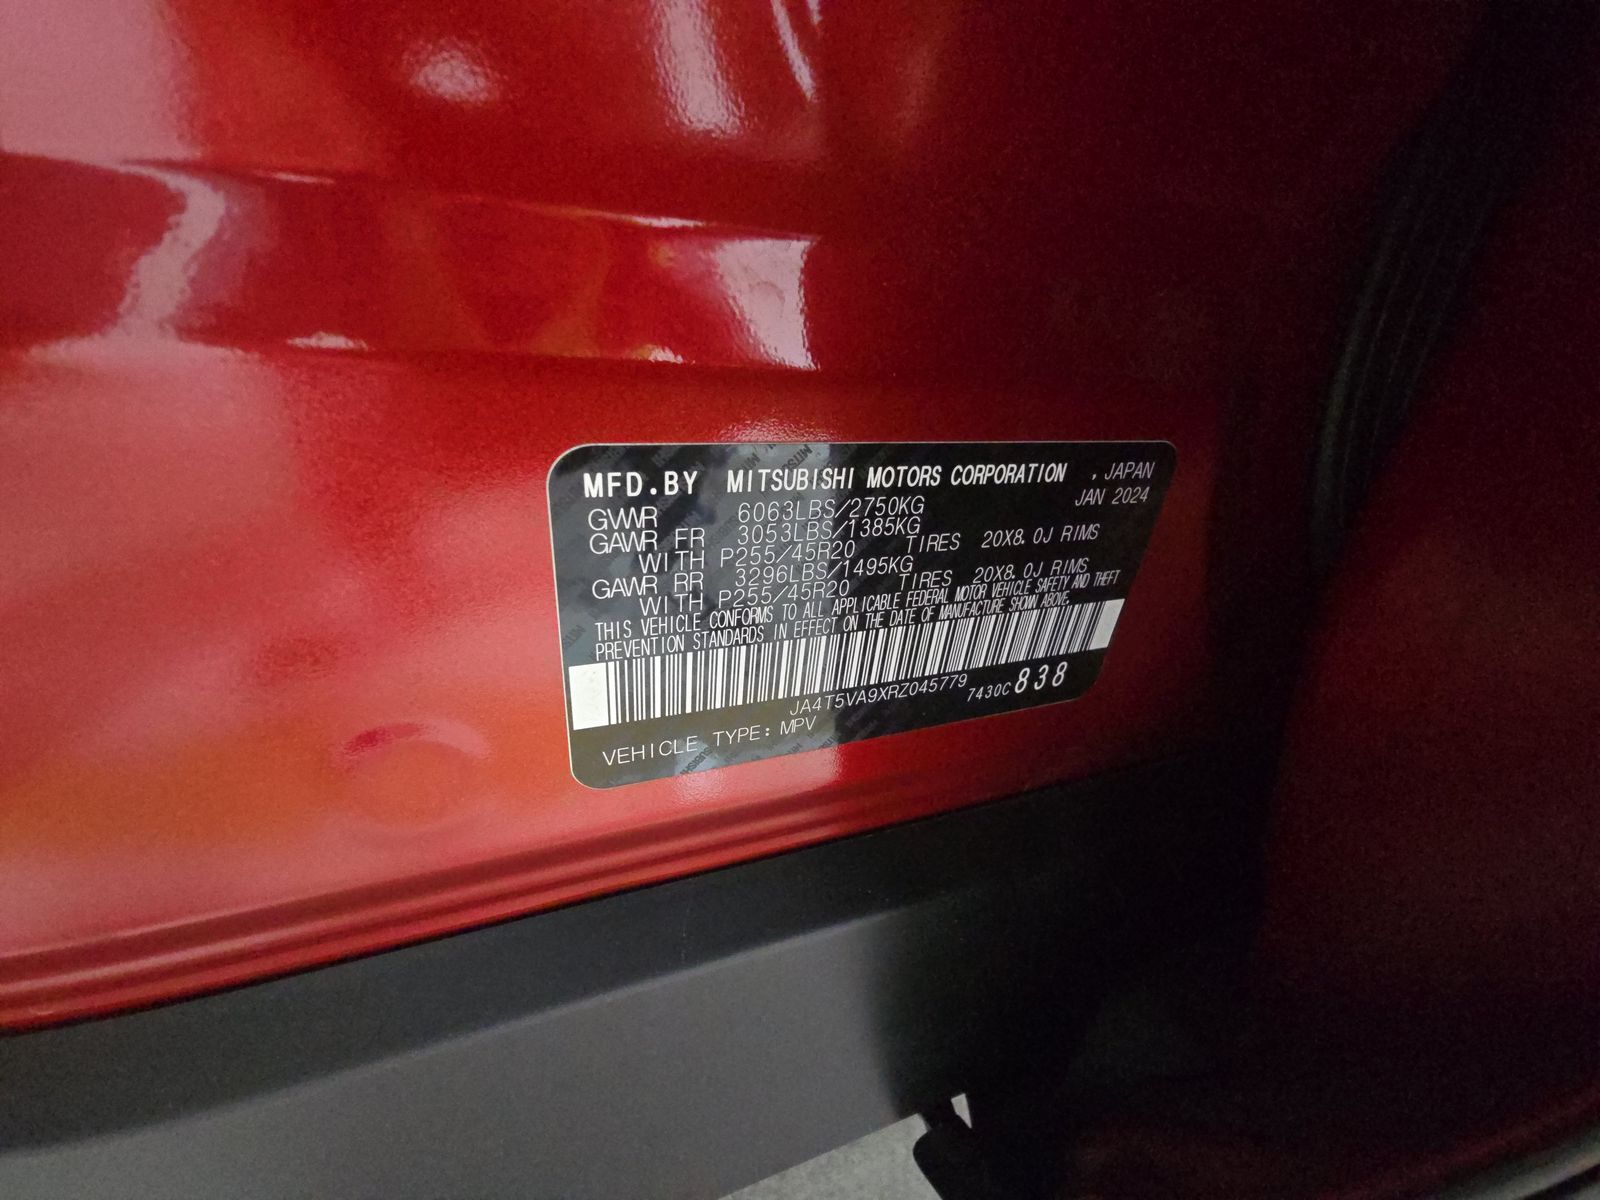 MFD.BY MITSUBISHI MOTORS CORPORATION , JAPAN
JAN 2024
GVWR 6063LBS/2750KG
GAWR FR 3053LBS/1385KG
WITH P255/45R20 TIRES 20X8.0J RIMS
GAWR RR 3296LBS/1495KG
WITH P255/45R20 TIRES 20X8.0J RIMS
THIS VEHICLE CONFORMS TO ALL APPLICABLE FEDERAL MOTOR VEHICLE SAFETY AND THEFT
PREVENTION STANDARDS IN EFFECT ON THE DATE OF MANUFACTURE SHOWN ABOVE.
JA4T5VA9XRZ045779 7430C 838
VEHICLE TYPE: MPV